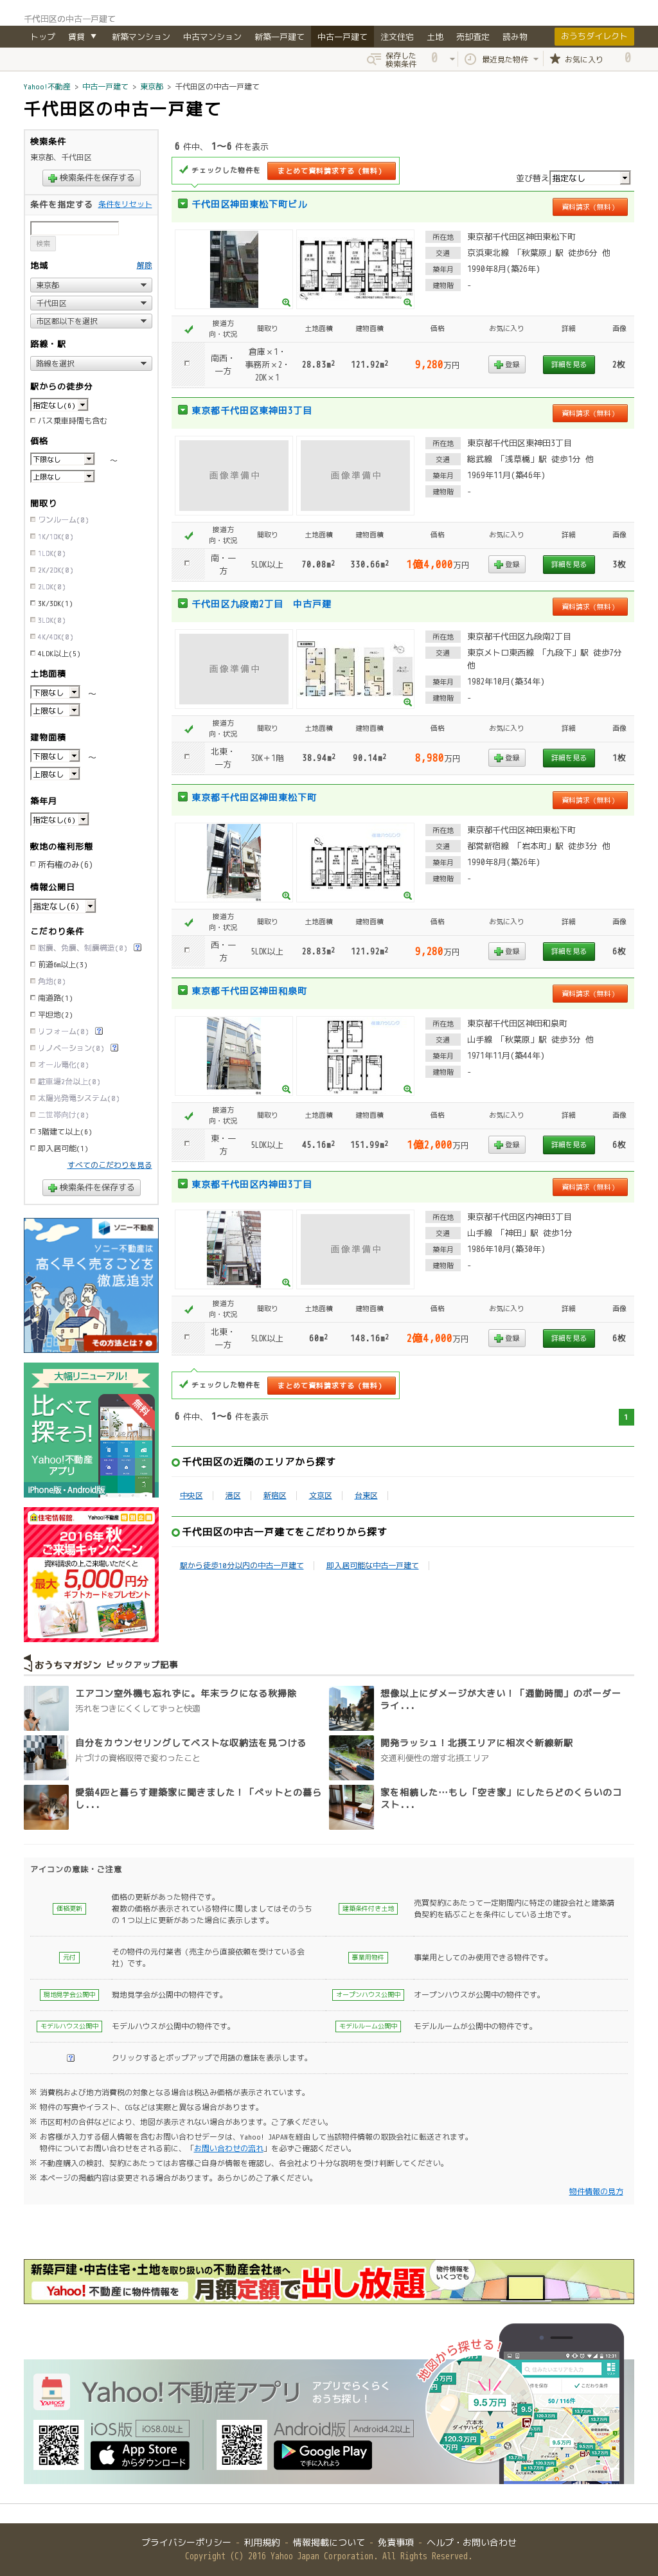 千代田区の中古一戸建て
トップ 賃貸 ▼ 新築マンション 中古マンション 新築一戸建て 中古一戸建て 注文住宅 土地 売却査定 読み物 おうちダイレクト
保存した検索条件 0 最近見た物件 お気に入り 0
Yahoo!不動産 > 中古一戸建て > 東京都 > 千代田区の中古一戸建て
千代田区の中古一戸建て
検索条件
東京都、千代田区
検索条件を保存する
条件を指定する 条件をリセット
検索
地域 解除
東京都
千代田区
市区郡以下を選択
路線・駅
路線を選択
駅からの徒歩分
指定なし(6)
バス乗車時間も含む
価格
下限なし ～
上限なし
間取り
ワンルーム(0)
1K/1DK(0)
1LDK(0)
2K/2DK(0)
2LDK(0)
3K/3DK(1)
3LDK(0)
4K/4DK(0)
4LDK以上(5)
土地面積
下限なし ～
上限なし
建物面積
下限なし ～
上限なし
築年月
指定なし(6)
敷地の権利形態
所有権のみ(6)
情報公開日
指定なし(6)
こだわり条件
耐震、免震、制震構造(0)
前道6m以上(3)
角地(0)
南道路(1)
平坦地(2)
リフォーム(0)
リノベーション(0)
オール電化(0)
駐車場2台以上(0)
太陽光発電システム(0)
二世帯向け(0)
3階建て以上(6)
即入居可能(1)
すべてのこだわりを見る
検索条件を保存する
ソニー不動産
ソニー不動産は
高く早く売ることを
徹底追求
その方法とは？
大幅リニューアル!
比べて
探そう!
無料
Yahoo!不動産
アプリ
iPhone版・Android版
住宅情報館 Yahoo!不動産
2016年秋
ご来場キャンペーン
資料請求の上、ご来場いただくと
最大 5,000円分
ギフトカードをプレゼント
6 件中、 1～6 件を表示
チェックした物件を まとめて資料請求する（無料）
並び替え 指定なし
千代田区神田東松下町ビル 資料請求（無料）
所在地 東京都千代田区神田東松下町
交通 京浜東北線 「秋葉原」駅 徒歩6分 他
築年月 1990年8月(築26年)
建物階 -
接道方向・状況 間取り 土地面積 建物面積 価格 お気に入り 詳細 画像
南西・一方 倉庫×1・事務所×2・2DK×1 28.83m2 121.92m2 9,280万円 登録 詳細を見る 2枚
東京都千代田区東神田3丁目 資料請求（無料）
画像準備中 画像準備中
所在地 東京都千代田区東神田3丁目
交通 総武線 「浅草橋」駅 徒歩1分 他
築年月 1969年11月(築46年)
建物階 -
接道方向・状況 間取り 土地面積 建物面積 価格 お気に入り 詳細 画像
南・一方 5LDK以上 70.08m2 330.66m2 1億4,000万円 登録 詳細を見る 3枚
千代田区九段南2丁目 中古戸建 資料請求（無料）
画像準備中
所在地 東京都千代田区九段南2丁目
交通 東京メトロ東西線 「九段下」駅 徒歩7分 他
築年月 1982年10月(築34年)
建物階 -
接道方向・状況 間取り 土地面積 建物面積 価格 お気に入り 詳細 画像
北東・一方 3DK＋1階 38.94m2 90.14m2 8,980万円 登録 詳細を見る 1枚
東京都千代田区神田東松下町 資料請求（無料）
所在地 東京都千代田区神田東松下町
交通 都営新宿線 「岩本町」駅 徒歩3分 他
築年月 1990年8月(築26年)
建物階 -
接道方向・状況 間取り 土地面積 建物面積 価格 お気に入り 詳細 画像
西・一方 5LDK以上 28.83m2 121.92m2 9,280万円 登録 詳細を見る 6枚
東京都千代田区神田和泉町 資料請求（無料）
所在地 東京都千代田区神田和泉町
交通 山手線 「秋葉原」駅 徒歩3分 他
築年月 1971年11月(築44年)
建物階 -
接道方向・状況 間取り 土地面積 建物面積 価格 お気に入り 詳細 画像
東・一方 5LDK以上 45.16m2 151.99m2 1億2,000万円 登録 詳細を見る 6枚
東京都千代田区内神田3丁目 資料請求（無料）
画像準備中
所在地 東京都千代田区内神田3丁目
交通 山手線 「神田」駅 徒歩1分
築年月 1986年10月(築30年)
建物階 -
接道方向・状況 間取り 土地面積 建物面積 価格 お気に入り 詳細 画像
北東・一方 5LDK以上 60m2 148.16m2 2億4,000万円 登録 詳細を見る 6枚
チェックした物件を まとめて資料請求する（無料）
6 件中、 1～6 件を表示 1
千代田区の近隣のエリアから探す
中央区 港区 新宿区 文京区 台東区
千代田区の中古一戸建てをこだわりから探す
駅から徒歩10分以内の中古一戸建て 即入居可能な中古一戸建て
おうちマガジン ピックアップ記事
エアコン室外機も忘れずに。年末ラクになる秋掃除
汚れをつきにくくしてずっと快適
想像以上にダメージが大きい！「通勤時間」のボーダーライ...
自分をカウンセリングしてベストな収納法を見つける
片づけの資格取得で変わったこと
開発ラッシュ！北摂エリアに相次ぐ新線新駅
交通利便性の増す北摂エリア
愛猫4匹と暮らす建築家に聞きました！「ペットとの暮らし...
家を相続した…もし「空き家」にしたらどのくらいのコスト...
アイコンの意味・ご注意
価格更新 価格の更新があった物件です。
複数の価格が表示されている物件に関しましてはそのうちの１つ以上に更新があった場合に表示します。
建築条件付き土地 売買契約にあたって一定期間内に特定の建設会社と建築請負契約を結ぶことを条件にしている土地です。
元付 その物件の元付業者（売主から直接依頼を受けている会社）です。
事業用物件 事業用としてのみ使用できる物件です。
現地見学会公開中 現地見学会が公開中の物件です。
オープンハウス公開中 オープンハウスが公開中の物件です。
モデルハウス公開中 モデルハウスが公開中の物件です。
モデルルーム公開中 モデルルームが公開中の物件です。
クリックするとポップアップで用語の意味を表示します。
※ 消費税および地方消費税の対象となる場合は税込み価格が表示されています。
※ 物件の写真やイラスト、CGなどは実際と異なる場合があります。
※ 市区町村の合併などにより、地図が表示されない場合があります。ご了承ください。
※ お客様が入力する個人情報を含むお問い合わせデータは、Yahoo! JAPANを経由して当該物件情報の取扱会社に転送されます。
物件についてお問い合わせをされる前に、「お問い合わせの流れ」を必ずご確認ください。
※ 不動産購入の検討、契約にあたってはお客様ご自身が情報を確認し、各会社より十分な説明を受け判断してください。
※ 本ページの掲載内容は変更される場合があります。あらかじめご了承ください。
物件情報の見方
新築戸建・中古住宅・土地を取り扱いの不動産会社様へ
Yahoo!不動産に物件情報を 月額定額で出し放題
物件情報を
いくつでも
地図から探せる!
Yahoo!不動産アプリ アプリでらくらく
おうち探し！
iOS版 iOS8.0以上
App Store
からダウンロード
Android版 Android4.2以上
Google Play
で手に入れよう
プライバシーポリシー - 利用規約 - 情報掲載について - 免責事項 - ヘルプ・お問い合わせ
Copyright (C) 2016 Yahoo Japan Corporation. All Rights Reserved.